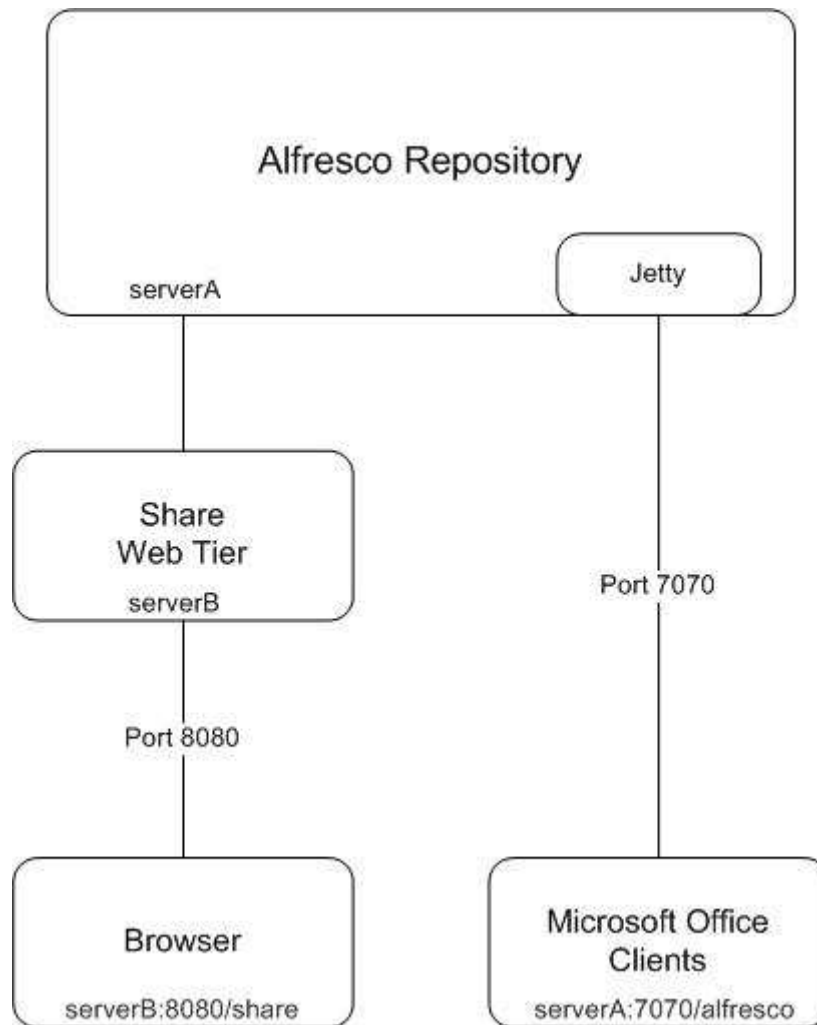 Alfresco Repository
Jetty
serverA
Share
Web Tier
serverB
Port 7070
Port 8080
Browser
serverB:8080/share
Microsoft Office
Clients
serverA:7070/alfresco